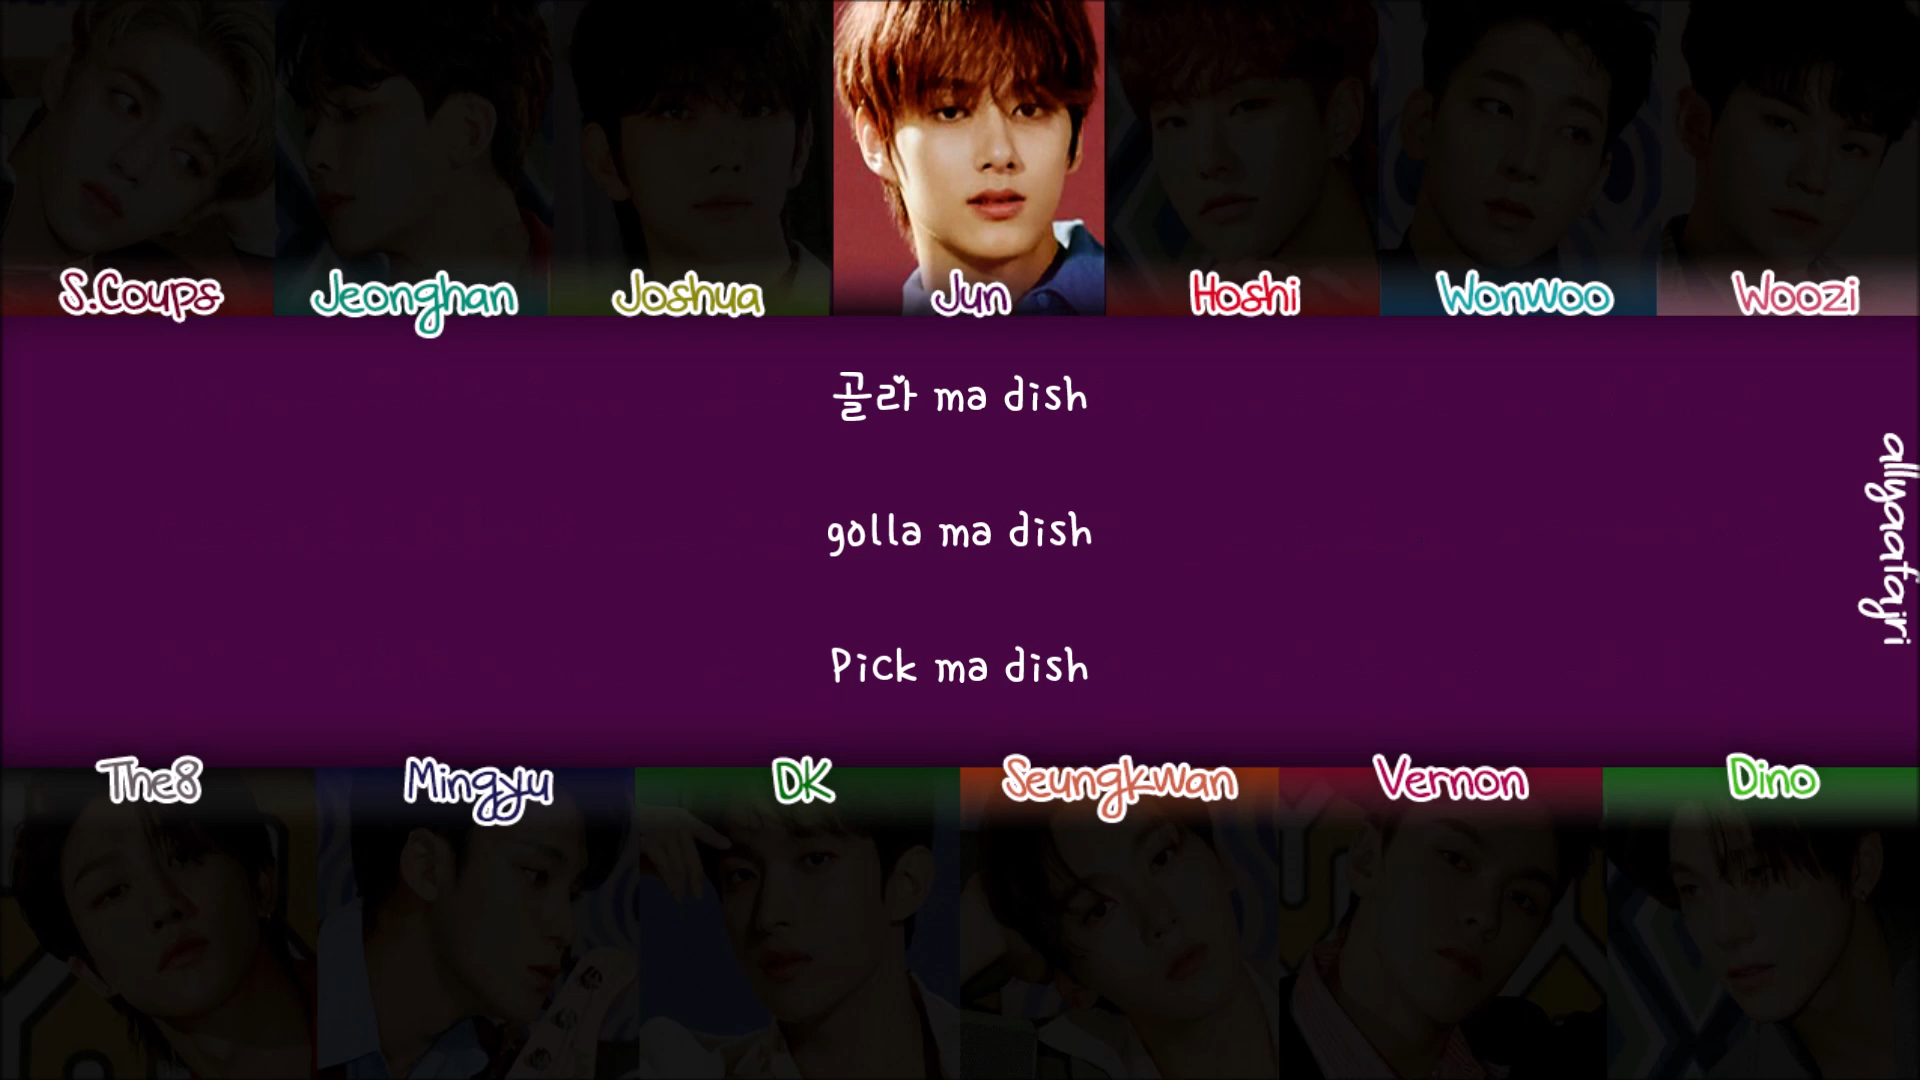 S.Coups
Jeonghan
Joshua
Jun
Hoshi
Wonwoo
Woozi
골라 ma dish
golla ma dish
Pick ma dish
allyaafajri
The8
Mingyu
DK
Seungkwan
Vernon
Dino